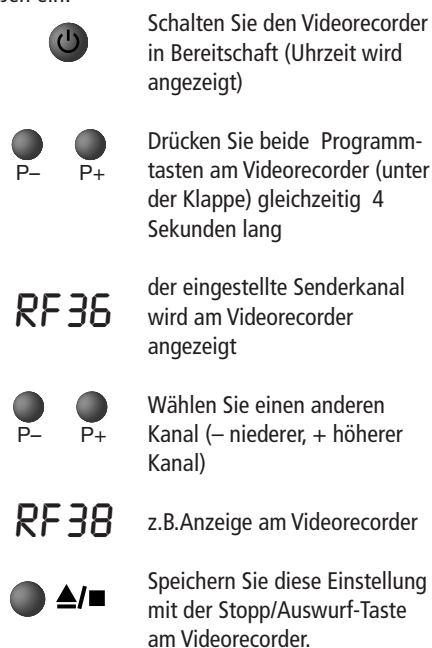 Schalten Sie den Videorecorder
in Bereitschaft (Uhrzeit wird
angezeigt)
P– P+
Drücken Sie beide Programm-
tasten am Videorecorder (unter
der Klappe) gleichzeitig 4
Sekunden lang
RF36
der eingestellte Senderkanal
wird am Videorecorder
angezeigt
P– P+
Wählen Sie einen anderen
Kanal (– niederer, + höherer
Kanal)
RF38
z.B.Anzeige am Videorecorder
Speichern Sie diese Einstellung
mit der Stopp/Auswurf-Taste
am Videorecorder.